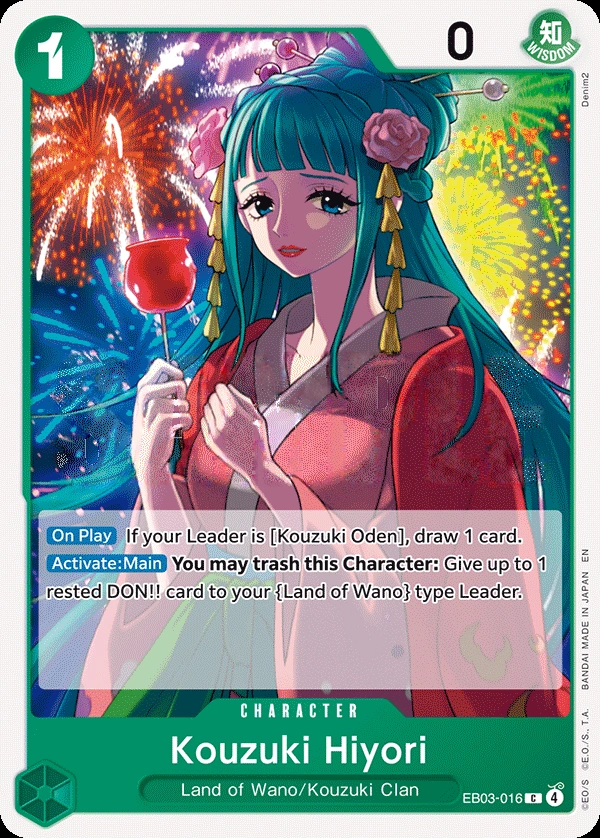 1
0
知
WISDOM
Denim2
On Play If your Leader is [Kouzuki Oden], draw 1 card.
Activate:Main You may trash this Character: Give up to 1
rested DON!! card to your {Land of Wano} type Leader.
CHARACTER
Kouzuki Hiyori
Land of Wano/Kouzuki Clan
EB03-016 C 4
©E.O/S ©E.O./S., T.A. BANDAI MADE IN JAPAN EN